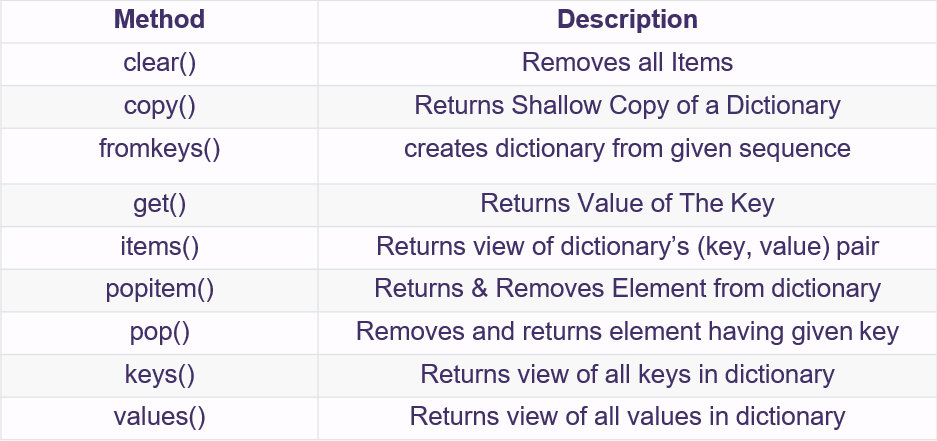 Method Description
clear() Removes all Items
copy() Returns Shallow Copy of a Dictionary
fromkeys() creates dictionary from given sequence
get() Returns Value of The Key
items() Returns view of dictionary’s (key, value) pair
popitem() Returns & Removes Element from dictionary
pop() Removes and returns element having given key
keys() Returns view of all keys in dictionary
values() Returns view of all values in dictionary